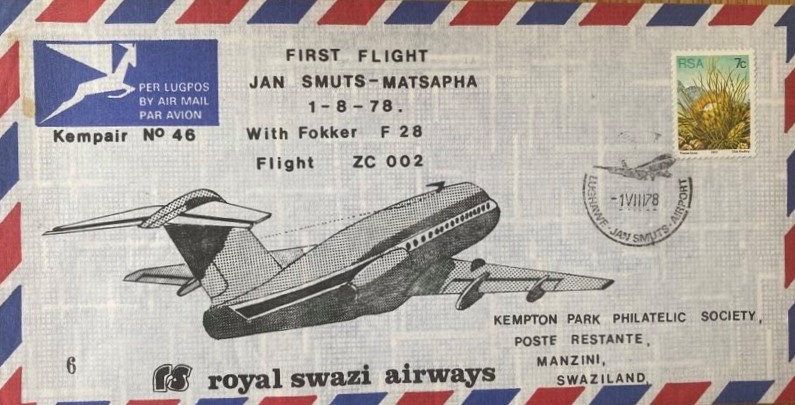 FIRST FLIGHT
JAN SMUTS-MATSAPHA
1-8-78.
With Fokker F 28
Flight ZC 002
PER LUGPOS
BY AIR MAIL
PAR AVION
Kempair Nº 46
RSA 7c
-1VIII78
LUGHAWE-JAN SMUTS-AIRPORT
KEMPTON PARK PHILATELIC SOCIETY,
POSTE RESTANTE,
MANZINI,
SWAZILAND,
6
rs royal swazi airways